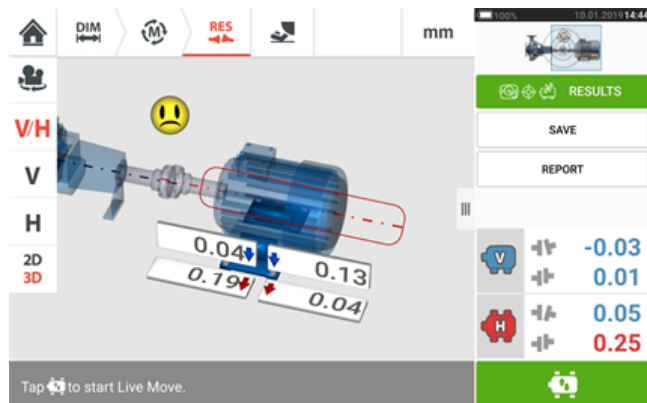 DIM
M
RES
mm
100%
10.01.2019 14:44
RESULTS
SAVE
REPORT
V/H
V
H
2D
3D
0.04
0.13
0.19
0.04
V
-0.03
0.01
H
0.05
0.25
Tap to start Live Move.